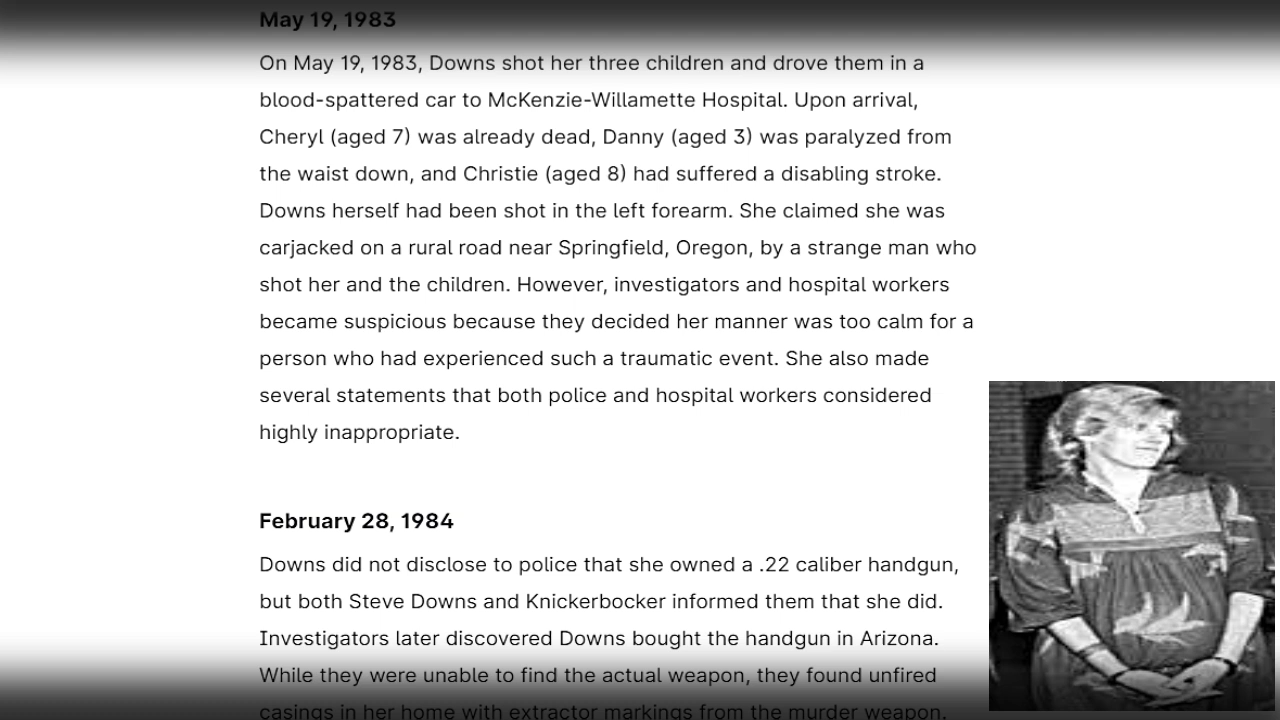 May 19, 1983
On May 19, 1983, Downs shot her three children and drove them in a
blood-spattered car to McKenzie-Willamette Hospital. Upon arrival,
Cheryl (aged 7) was already dead, Danny (aged 3) was paralyzed from
the waist down, and Christie (aged 8) had suffered a disabling stroke.
Downs herself had been shot in the left forearm. She claimed she was
carjacked on a rural road near Springfield, Oregon, by a strange man who
shot her and the children. However, investigators and hospital workers
became suspicious because they decided her manner was too calm for a
person who had experienced such a traumatic event. She also made
several statements that both police and hospital workers considered
highly inappropriate.
February 28, 1984
Downs did not disclose to police that she owned a .22 caliber handgun,
but both Steve Downs and Knickerbocker informed them that she did.
Investigators later discovered Downs bought the handgun in Arizona.
While they were unable to find the actual weapon, they found unfired
casings in her home with extractor markings from the murder weapon.